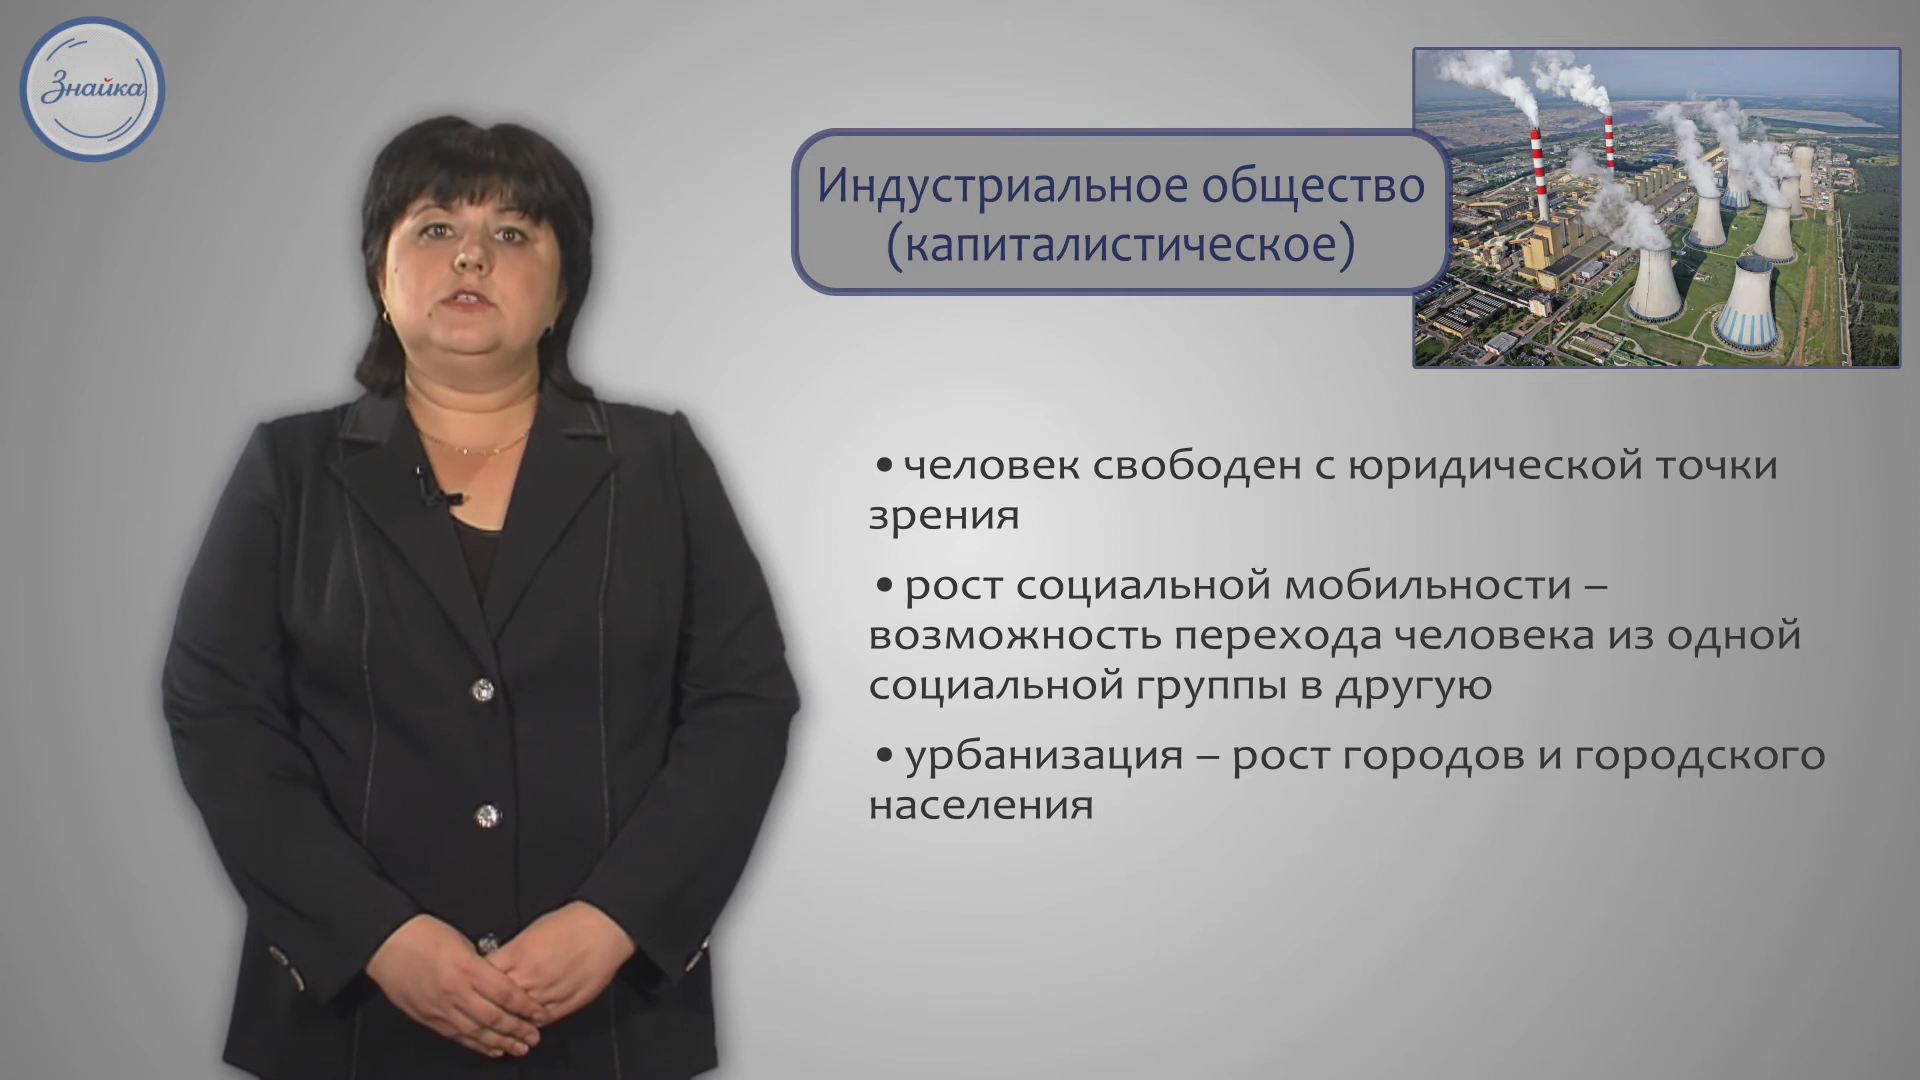 Знайка
Индустриальное общество
(капиталистическое)
• человек свободен с юридической точки
зрения
• рост социальной мобильности –
возможность перехода человека из одной
социальной группы в другую
• урбанизация – рост городов и городского
населения